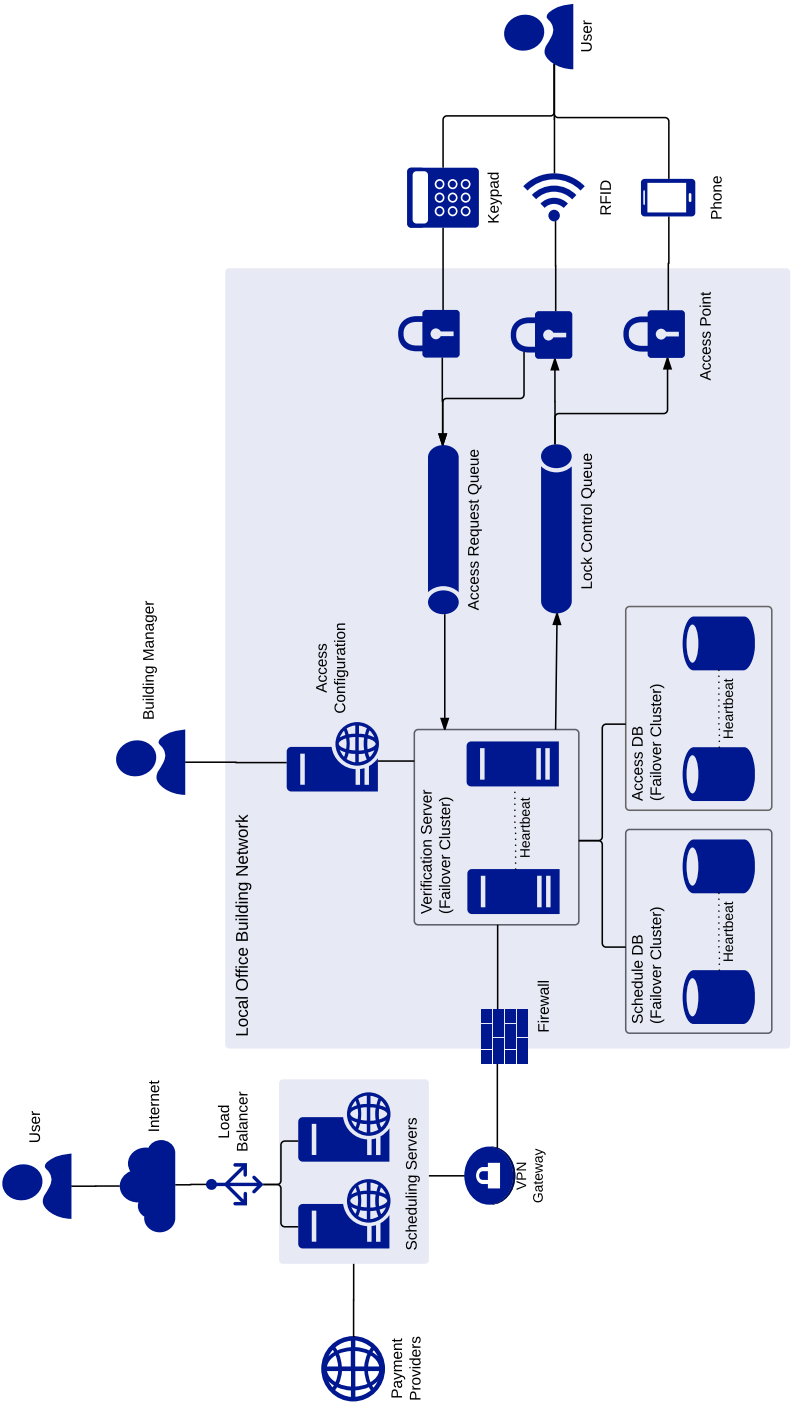 User
Internet
Load
Balancer
Scheduling Servers
Payment
Providers
VPN
Gateway
Firewall
Local Office Building Network
Building Manager
Access
Configuration
Verification Server
(Failover Cluster)
Heartbeat
Schedule DB
(Failover Cluster)
Heartbeat
Access DB
(Failover Cluster)
Heartbeat
Access Request Queue
Lock Control Queue
Access Point
Keypad
RFID
Phone
User